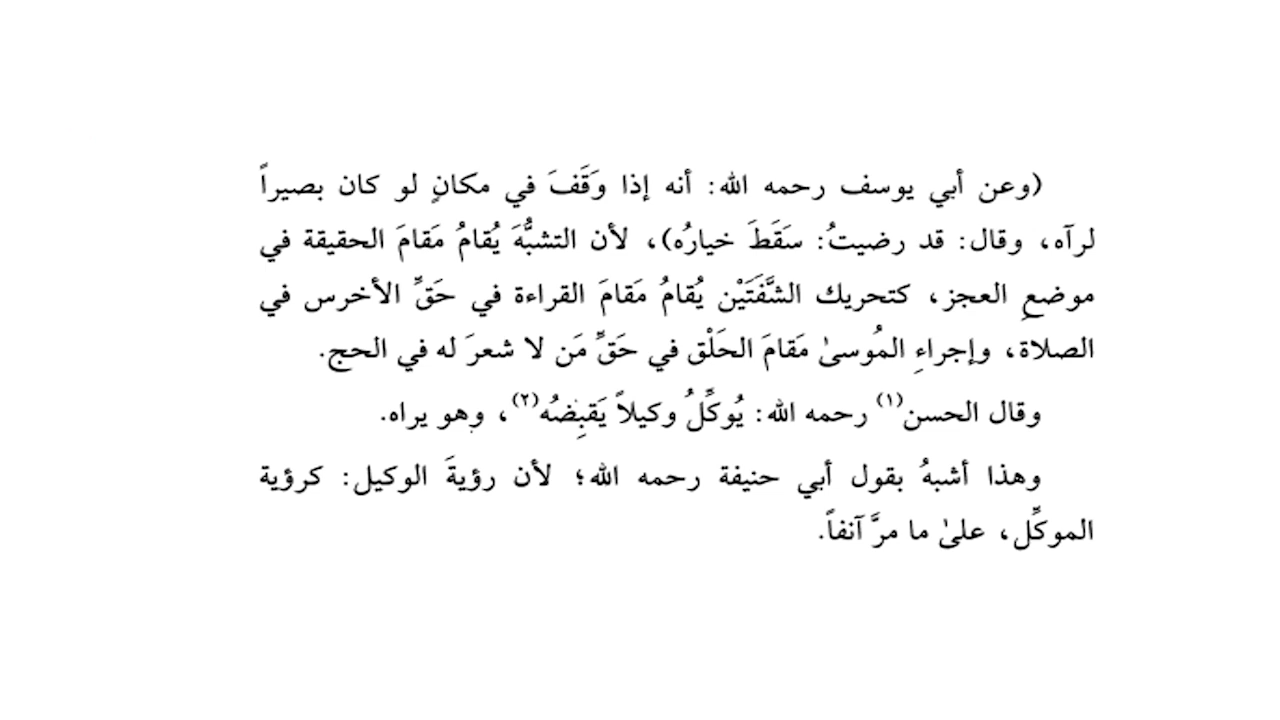 (وعن أبي يوسف رحمه الله: أنه إذا وَقَفَ في مكانٍ لو كان بصيراً
لرآه، وقال: قد رضيتُ: سَقَطَ خيارُه)، لأن التشبُّهَ يُقامُ مَقامَ الحقيقة في
موضعِ العجز، كتحريك الشَّفَتَيْن يُقامُ مَقامَ القراءة في حَقِّ الأخرس في
الصلاة، وإجراءِ المُوسىٰ مَقامَ الحَلْق في حَقِّ مَن لا شعرَ له في الحج.
وقال الحسن(١) رحمه الله: يُوكِّلُ وكيلاً يَقبِضُه(٢)، وهو يراه.
وهذا أشبهُ بقول أبي حنيفة رحمه الله؛ لأن رؤيةَ الوكيل: كرؤية
الموكِّل، علىٰ ما مرَّ آنفاً.